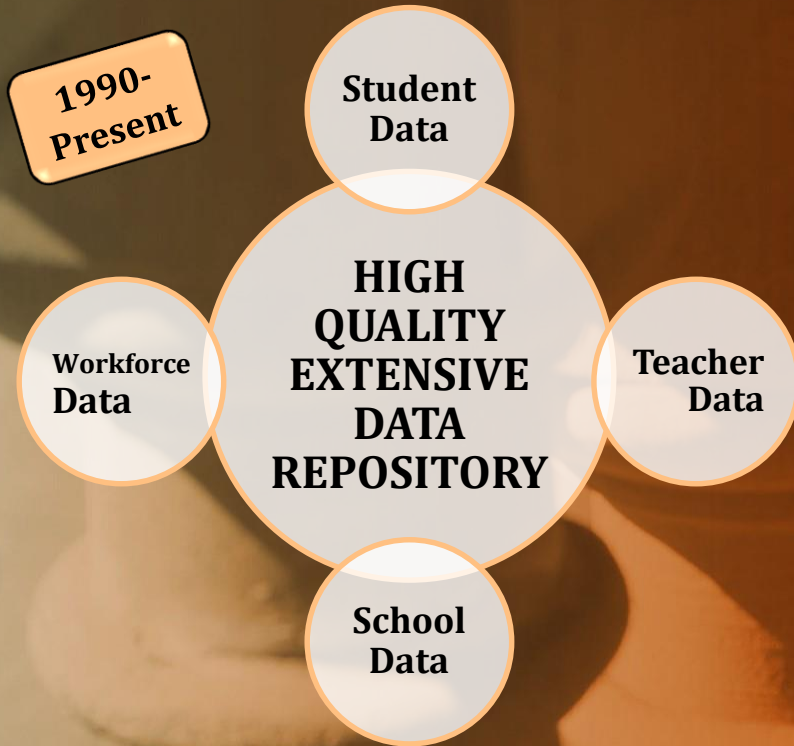 1990-
Present
Student
Data
HIGH
QUALITY
EXTENSIVE
DATA
REPOSITORY
Workforce
Data
Teacher
Data
School
Data